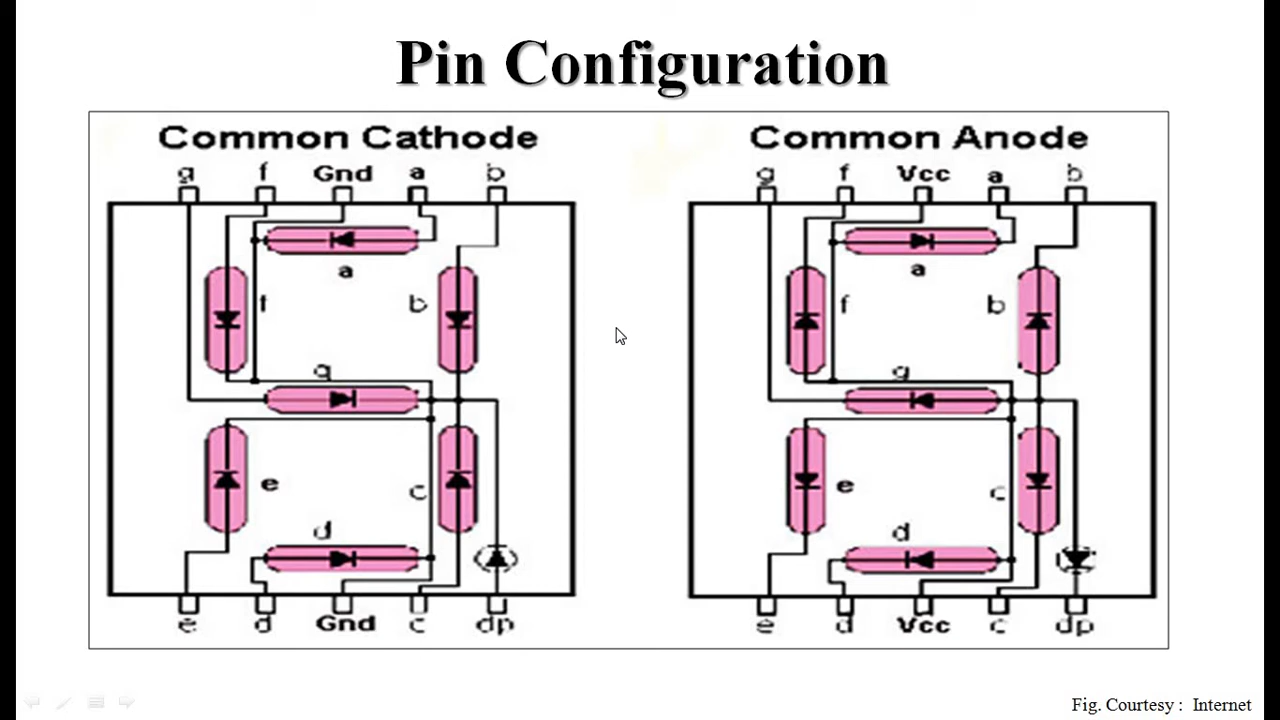 Pin Configuration
Common Cathode
Common Anode
g f Gnd a b
g f Vcc a b
a
a
f b
f b
g
g
e c
e c
d
d
e d Gnd c dp
e d Vcc c dp
Fig. Courtesy : Internet